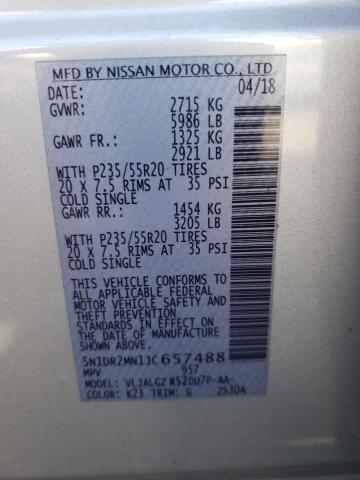 MFD BY NISSAN MOTOR CO., LTD.
DATE: 04/18
GVWR: 2715 KG
5986 LB
GAWR FR.: 1325 KG
2921 LB
WITH P235/55R20 TIRES
20 X 7.5 RIMS AT 35 PSI
COLD SINGLE
GAWR RR.: 1454 KG
3205 LB
WITH P235/55R20 TIRES
20 X 7.5 RIMS AT 35 PSI
COLD SINGLE
THIS VEHICLE CONFORMS TO
ALL APPLICABLE FEDERAL
MOTOR VEHICLE SAFETY AND
THEFT PREVENTION
STANDARDS IN EFFECT ON
THE DATE OF MANUFACTURE
SHOWN ABOVE.
5N1DR2MN1JC657488
MPV 957
MODEL: VLJALGZ R52UU7P-AA-
COLOR: K23 TRIM: G 2530A